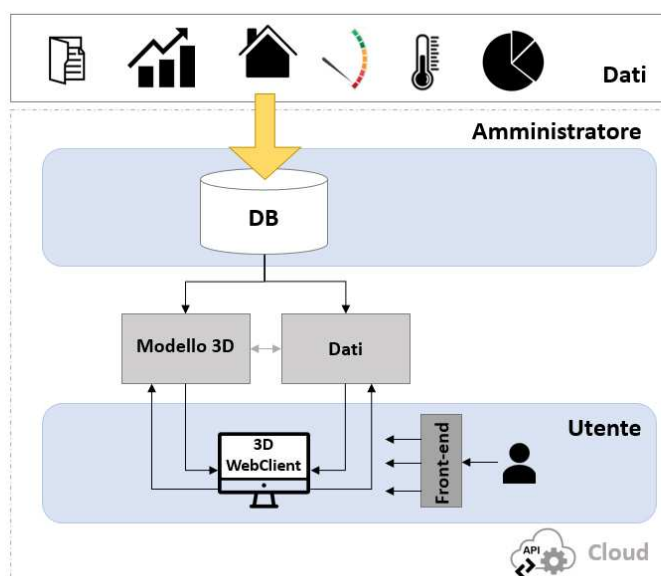 Dati
Amministratore
DB
Modello 3D
Dati
Utente
3D
WebClient
Front-end
API
Cloud